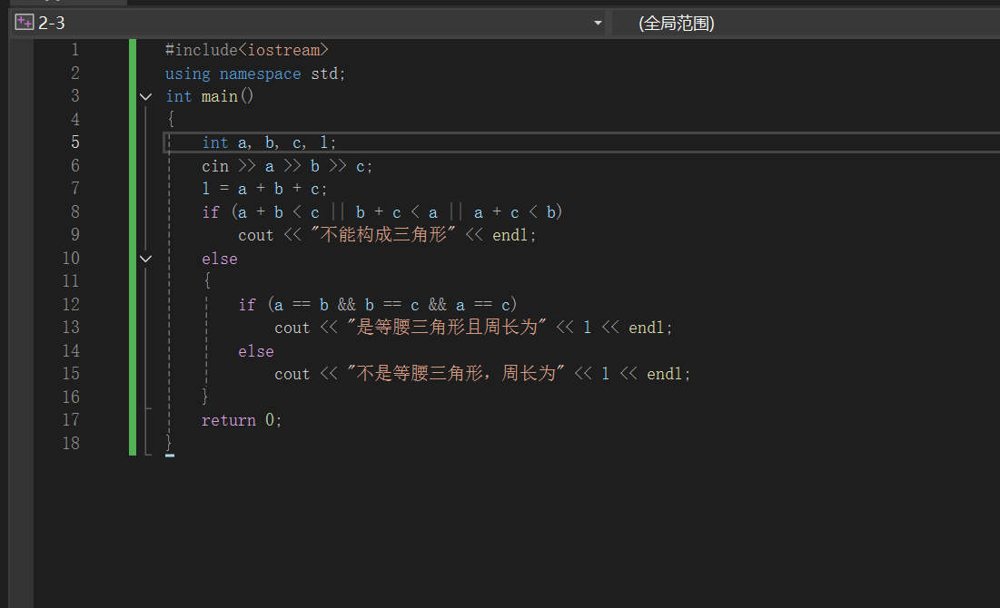 2-3 (全局范围)
1 #include<iostream>
2 using namespace std;
3 int main()
4 {
5 int a, b, c, l;
6 cin >> a >> b >> c;
7 l = a + b + c;
8 if (a + b < c || b + c < a || a + c < b)
9 cout << "不能构成三角形" << endl;
10 else
11 {
12 if (a == b && b == c && a == c)
13 cout << "是等腰三角形且周长为" << l << endl;
14 else
15 cout << "不是等腰三角形，周长为" << l << endl;
16 }
17 return 0;
18 }